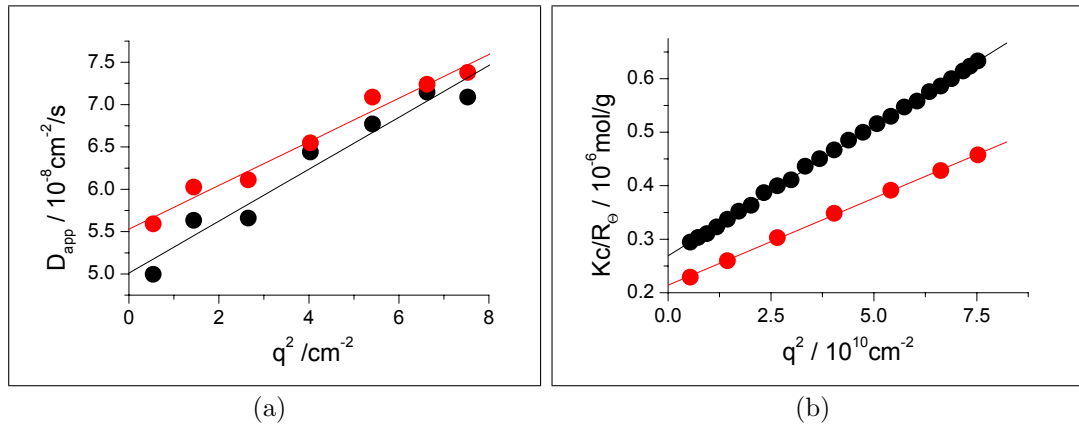 7.5
7.0
6.5
6.0
5.5
5.0
D_app / 10^-8cm^-2/s
0 2 4 6 8
q^2 /cm^-2
(a)
0.6
0.5
0.4
0.3
0.2
Kc/R_Θ / 10^-6mol/g
0.0 2.5 5.0 7.5
q^2 / 10^10cm^-2
(b)